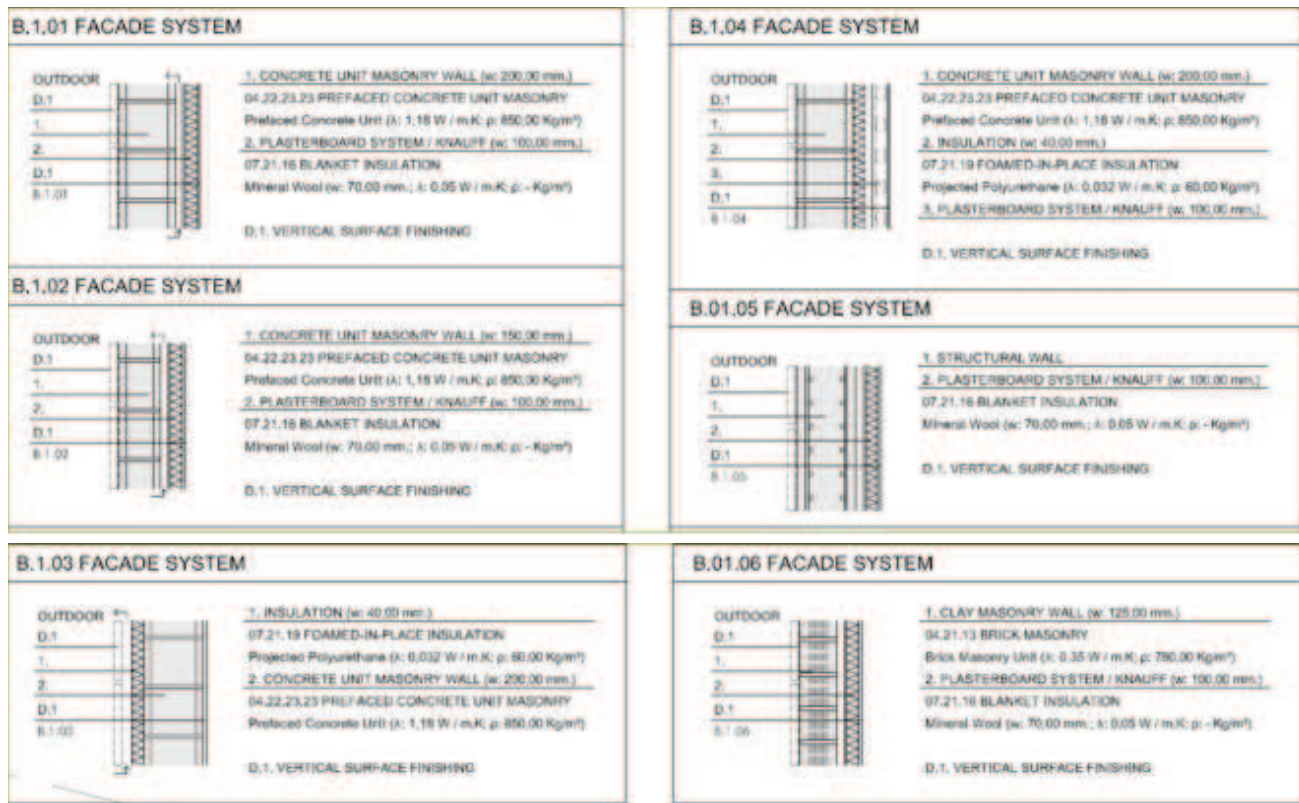 B.1.01 FACADE SYSTEM
OUTDOOR
D.1
1.
2.
D.1
B.1.01
1. CONCRETE UNIT MASONRY WALL (w: 200,00 mm.)
04.22.23.23 PREFACED CONCRETE UNIT MASONRY
Prefaced Concrete Unit (λ: 1,18 W / m.K; ρ: 850,00 Kg/m³)
2. PLASTERBOARD SYSTEM / KNAUFF (w: 100,00 mm.)
07.21.16 BLANKET INSULATION
Mineral Wool (w: 70,00 mm.; λ: 0,05 W / m.K; ρ: - Kg/m³)
D.1. VERTICAL SURFACE FINISHING
B.1.02 FACADE SYSTEM
OUTDOOR
D.1
1.
2.
D.1
B.1.02
1. CONCRETE UNIT MASONRY WALL (w: 150,00 mm.)
04.22.23.23 PREFACED CONCRETE UNIT MASONRY
Prefaced Concrete Unit (λ: 1,18 W / m.K; ρ: 850,00 Kg/m³)
2. PLASTERBOARD SYSTEM / KNAUFF (w: 100,00 mm.)
07.21.16 BLANKET INSULATION
Mineral Wool (w: 70,00 mm.; λ: 0,05 W / m.K; ρ: - Kg/m³)
D.1. VERTICAL SURFACE FINISHING
B.1.03 FACADE SYSTEM
OUTDOOR
D.1
1.
2.
D.1
B.1.03
1. INSULATION (w: 40,00 mm.)
07.21.19 FOAMED-IN-PLACE INSULATION
Projected Polyurethane (λ: 0,032 W / m.K; ρ: 60,00 Kg/m³)
2. CONCRETE UNIT MASONRY WALL (w: 200,00 mm.)
04.22.23.23 PREFACED CONCRETE UNIT MASONRY
Prefaced Concrete Unit (λ: 1,18 W / m.K; ρ: 850,00 Kg/m³)
D.1. VERTICAL SURFACE FINISHING
B.1.04 FACADE SYSTEM
OUTDOOR
D.1
1.
2.
3.
D.1
B.1.04
1. CONCRETE UNIT MASONRY WALL (w: 200,00 mm.)
04.22.23.23 PREFACED CONCRETE UNIT MASONRY
Prefaced Concrete Unit (λ: 1,18 W / m.K; ρ: 850,00 Kg/m³)
2. INSULATION (w: 40,00 mm.)
07.21.19 FOAMED-IN-PLACE INSULATION
Projected Polyurethane (λ: 0,032 W / m.K; ρ: 60,00 Kg/m³)
3. PLASTERBOARD SYSTEM / KNAUFF (w: 100,00 mm.)
D.1. VERTICAL SURFACE FINISHING
B.01.05 FACADE SYSTEM
OUTDOOR
D.1
1.
2.
D.1
B.1.05
1. STRUCTURAL WALL
2. PLASTERBOARD SYSTEM / KNAUFF (w: 100,00 mm.)
07.21.16 BLANKET INSULATION
Mineral Wool (w: 70,00 mm.; λ: 0,05 W / m.K; ρ: - Kg/m³)
D.1. VERTICAL SURFACE FINISHING
B.01.06 FACADE SYSTEM
OUTDOOR
D.1
1.
2.
D.1
B.1.06
1. CLAY MASONRY WALL (w: 125,00 mm.)
04.21.13 BRICK MASONRY
Brick Masonry Unit (λ: 0,35 W / m.K; ρ: 780,00 Kg/m³)
2. PLASTERBOARD SYSTEM / KNAUFF (w: 100,00 mm.)
07.21.16 BLANKET INSULATION
Mineral Wool (w: 70,00 mm.; λ: 0,05 W / m.K; ρ: - Kg/m³)
D.1. VERTICAL SURFACE FINISHING